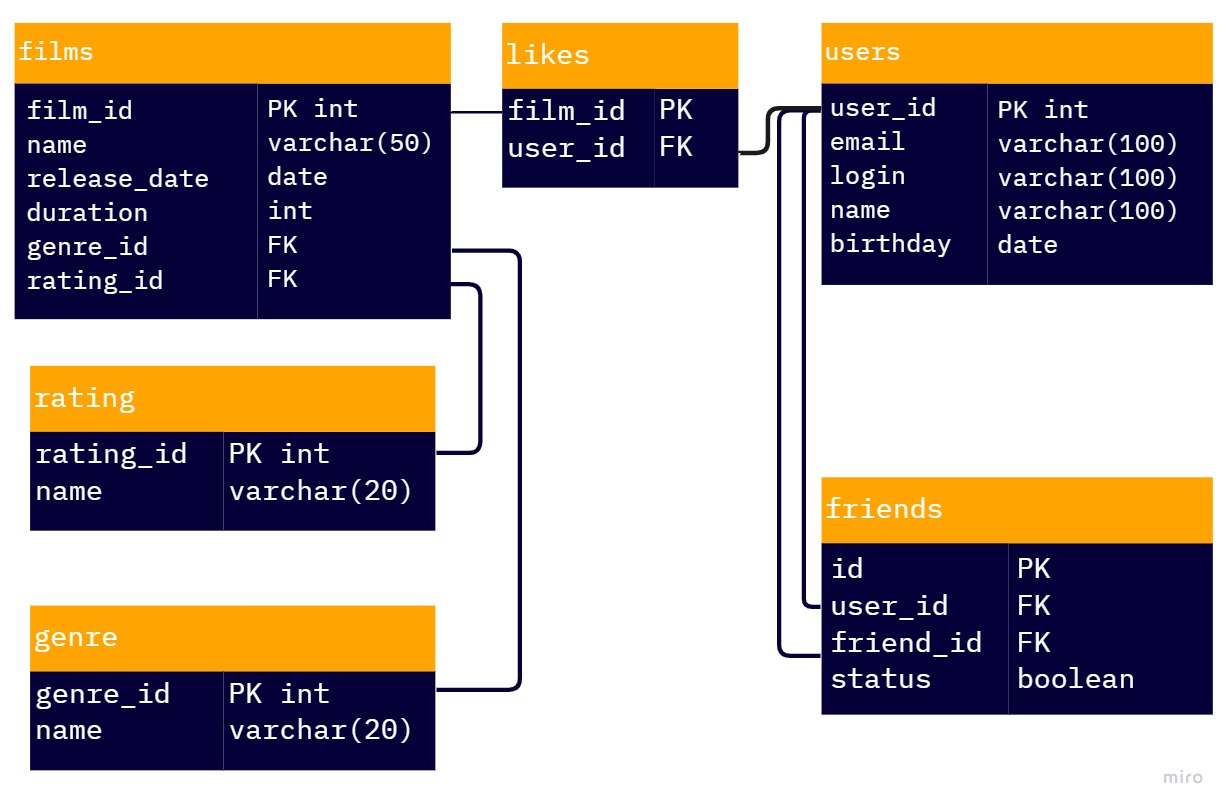 films
film_id PK int
name varchar(50)
release_date date
duration int
genre_id FK
rating_id FK
likes
film_id PK
user_id FK
users
user_id PK int
email varchar(100)
login varchar(100)
name varchar(100)
birthday date
rating
rating_id PK int
name varchar(20)
genre
genre_id PK int
name varchar(20)
friends
id PK
user_id FK
friend_id FK
status boolean
miro